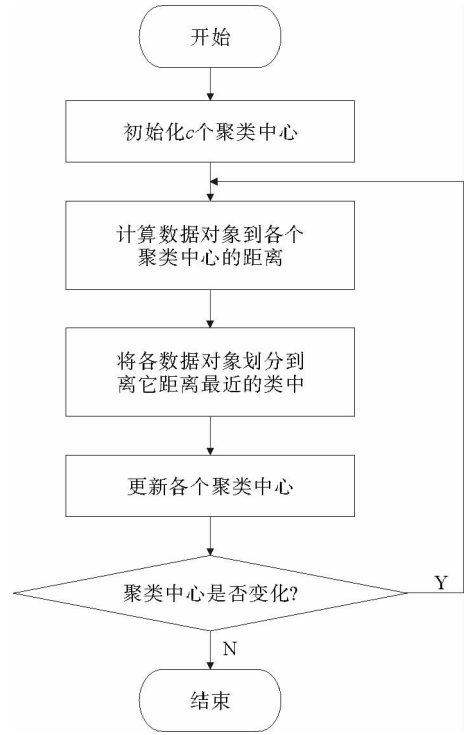 开始
初始化c个聚类中心
计算数据对象到各个
聚类中心的距离
将各数据对象划分到
离它距离最近的类中
更新各个聚类中心
聚类中心是否变化?
Y
N
结束